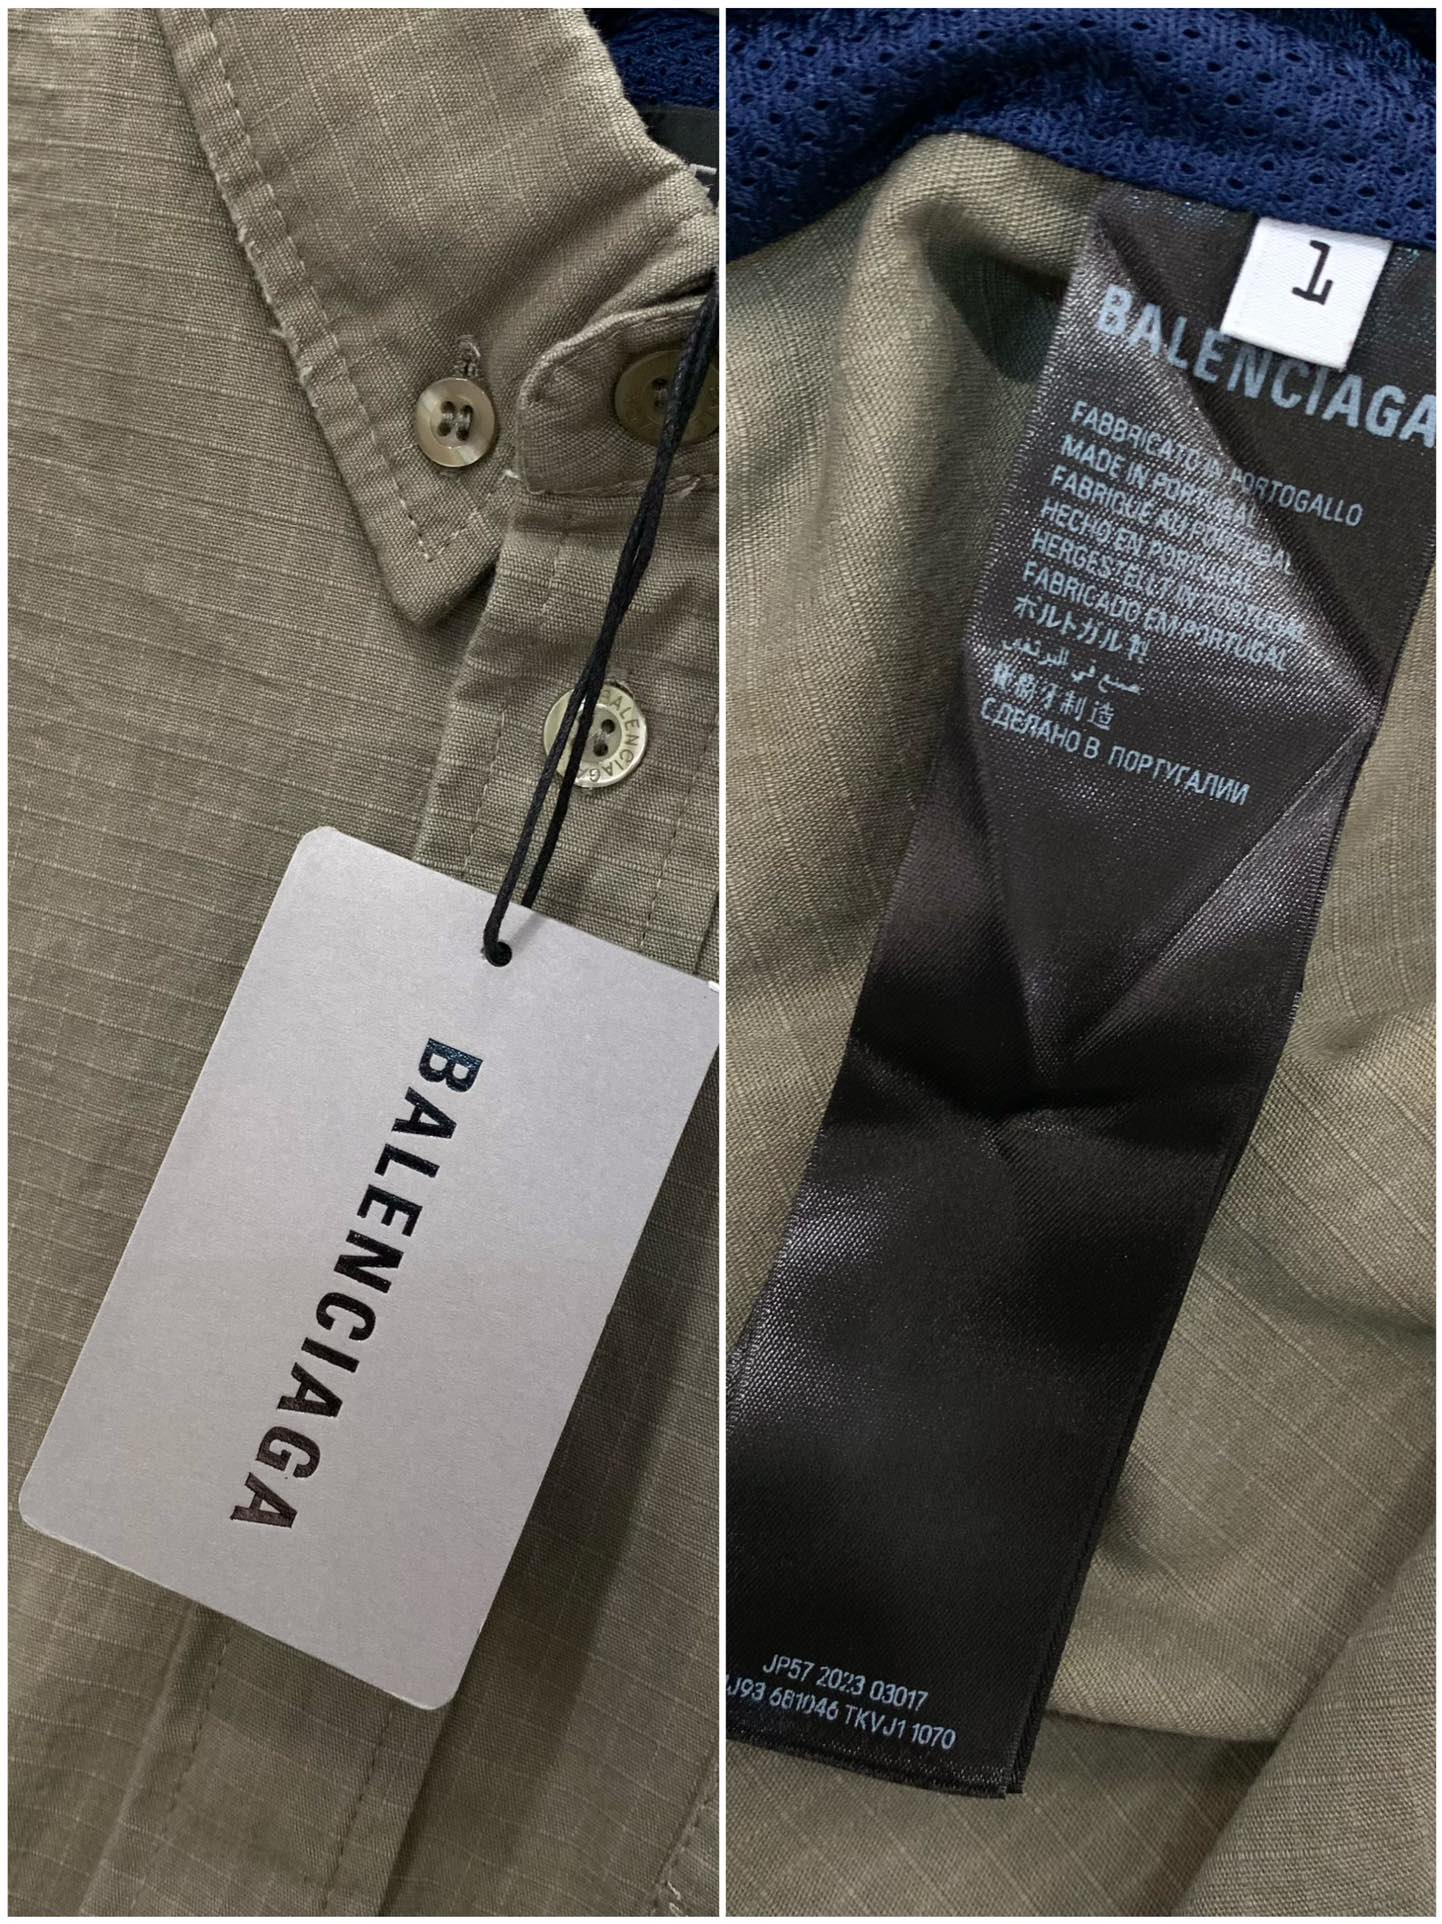 BALENCIAGA
BALENCIAGA
1
BALENCIAGA
FABBRICATO IN PORTOGALLO
MADE IN PORTUGAL
FABRIQUÉ AU PORTUGAL
HECHO EN PORTUGAL
HERGESTELLT IN PORTUGAL
FABRICADO EM PORTUGAL
ポルトガル製
صنع في البرتغال
葡萄牙制造
СДЕЛАНО В ПОРТУГАЛИИ
JP57 2023 03017
J93 681046 TKVJ1 1070